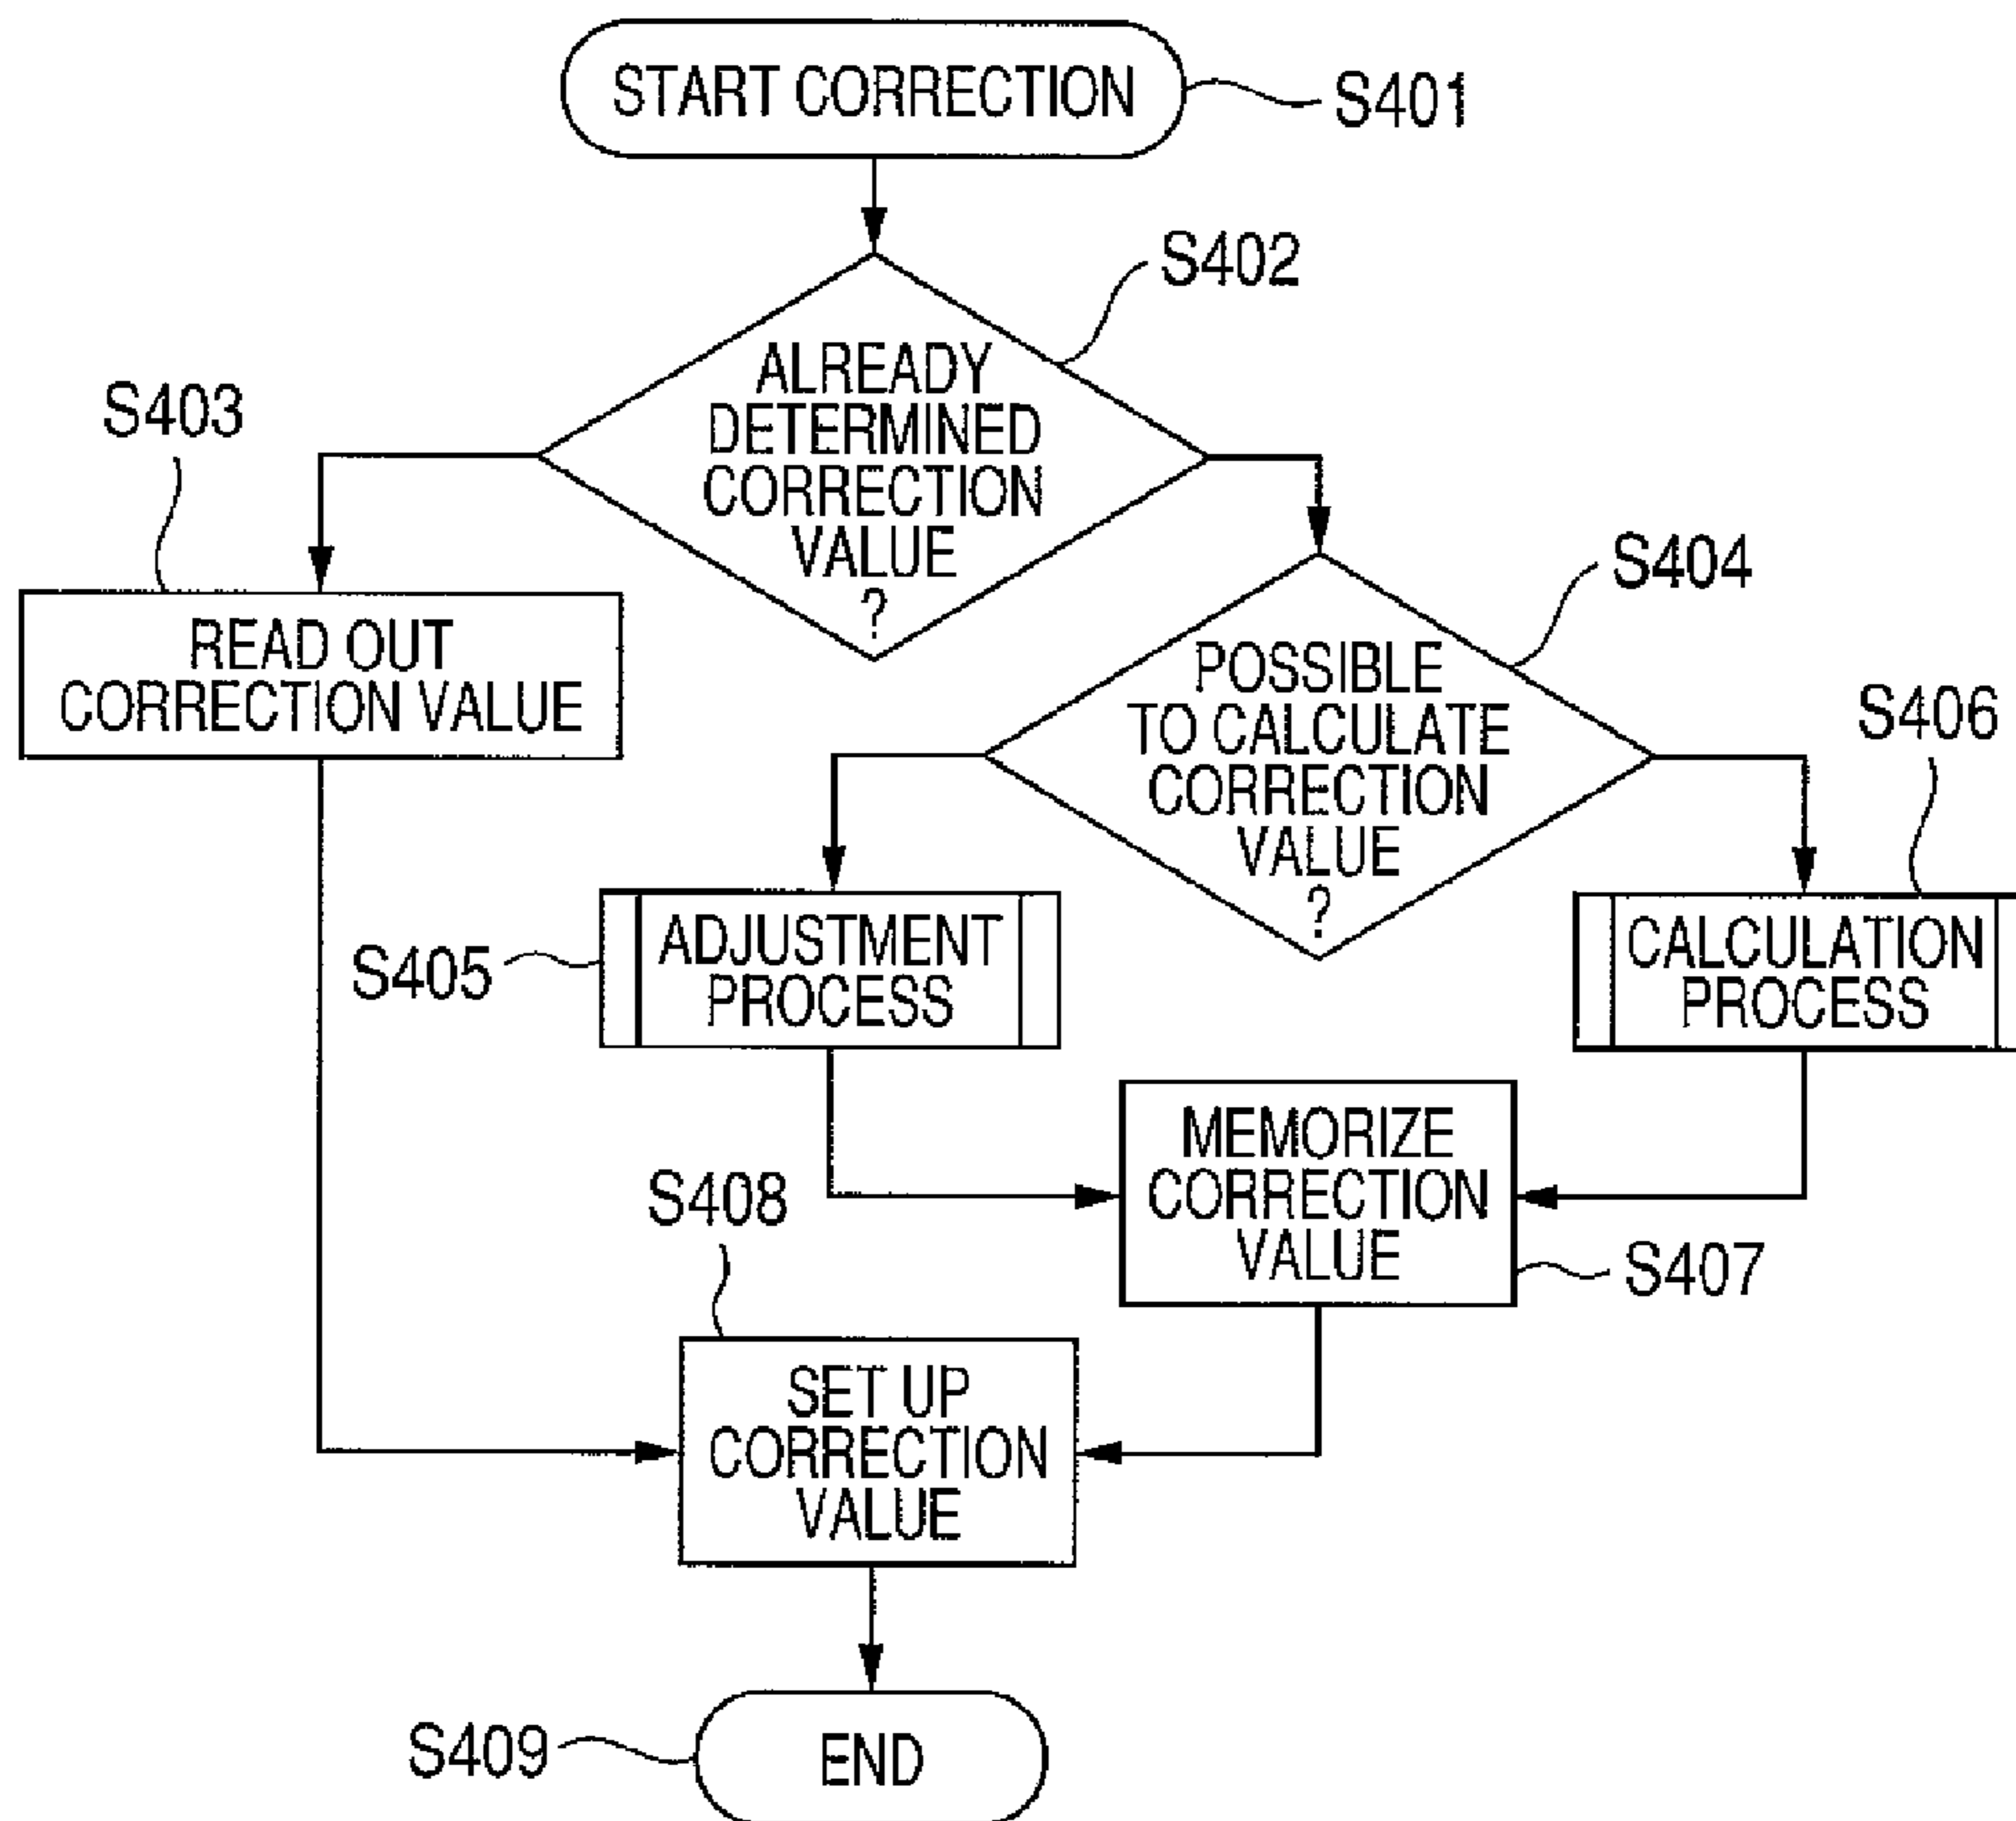 START CORRECTION
S401
S402
ALREADY
DETERMINED
CORRECTION
VALUE
?
S403
READ OUT
CORRECTION VALUE
S404
POSSIBLE
TO CALCULATE
CORRECTION
VALUE
?
S405
ADJUSTMENT
PROCESS
S406
CALCULATION
PROCESS
MEMORIZE
CORRECTION
VALUE
S407
S408
SET UP
CORRECTION
VALUE
S409
END